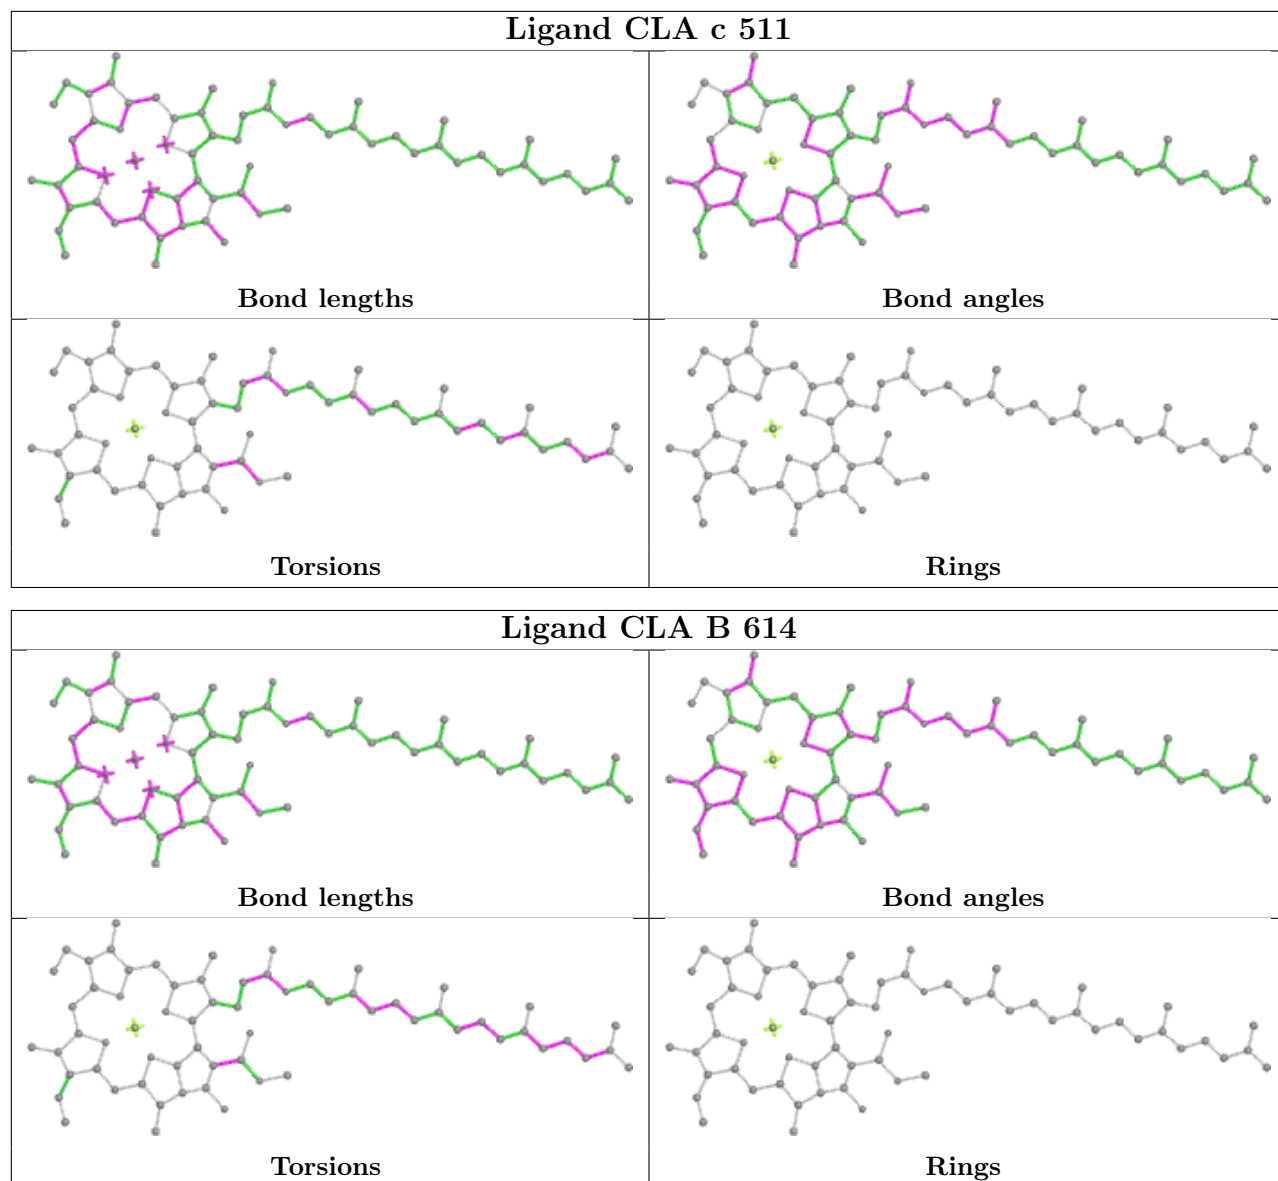 Ligand CLA c 511
Bond lengths
Bond angles
Torsions
Rings
Ligand CLA B 614
Bond lengths
Bond angles
Torsions
Rings